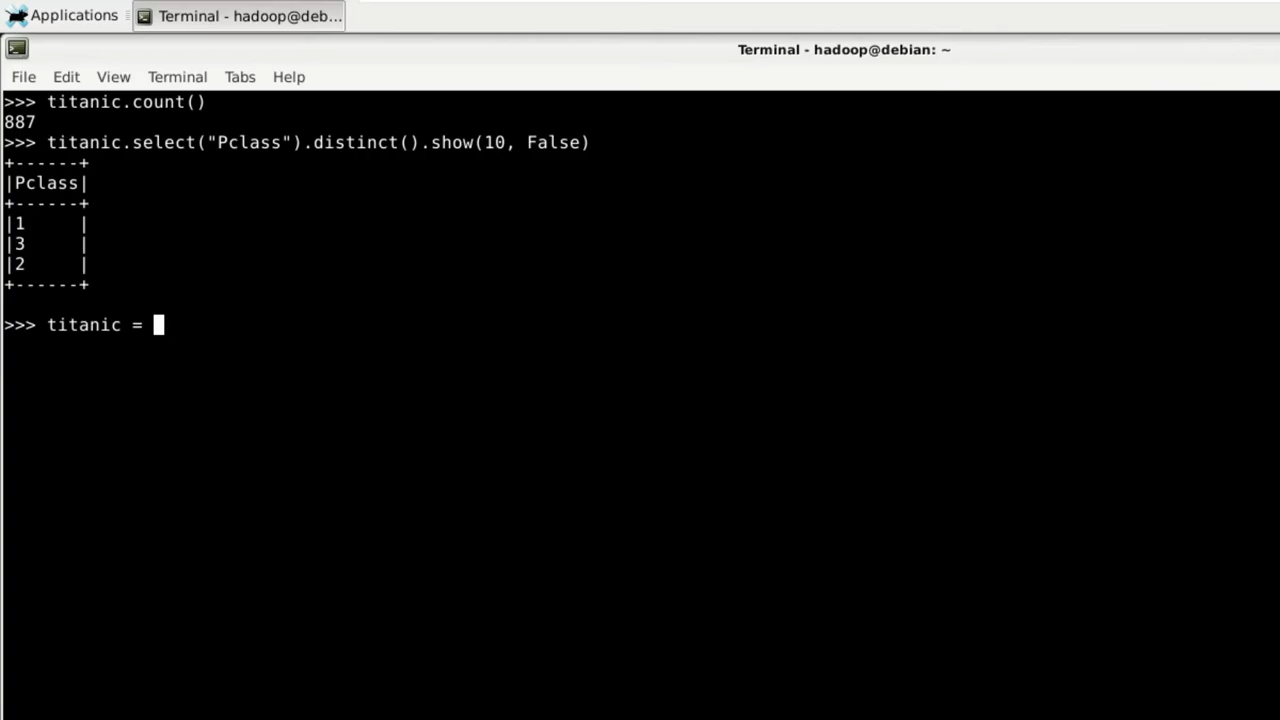 Applications
Terminal - hadoop@deb...
Terminal - hadoop@debian: ~
File Edit View Terminal Tabs Help
>>> titanic.count()
887
>>> titanic.select("Pclass").distinct().show(10, False)
+------+
|Pclass|
+------+
|1     |
|3     |
|2     |
+------+
>>> titanic =